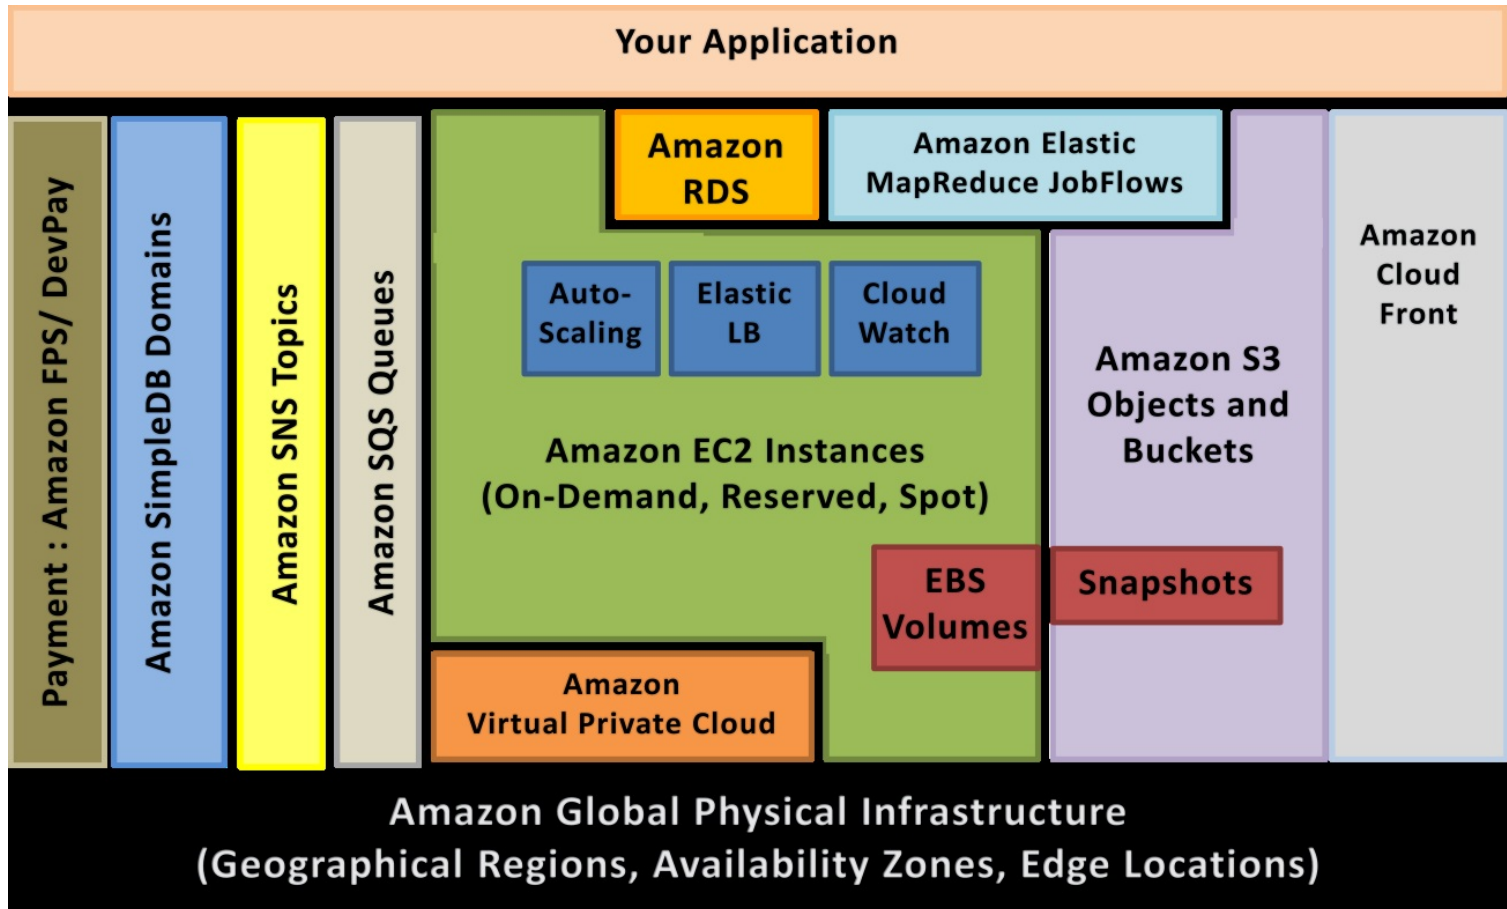 Your Application
Payment : Amazon FPS/ DevPay
Amazon SimpleDB Domains
Amazon SNS Topics
Amazon SQS Queues
Amazon
RDS
Amazon Elastic
MapReduce JobFlows
Auto-
Scaling
Elastic
LB
Cloud
Watch
Amazon EC2 Instances
(On-Demand, Reserved, Spot)
EBS
Volumes
Amazon
Virtual Private Cloud
Amazon S3
Objects and
Buckets
Snapshots
Amazon
Cloud
Front
Amazon Global Physical Infrastructure
(Geographical Regions, Availability Zones, Edge Locations)